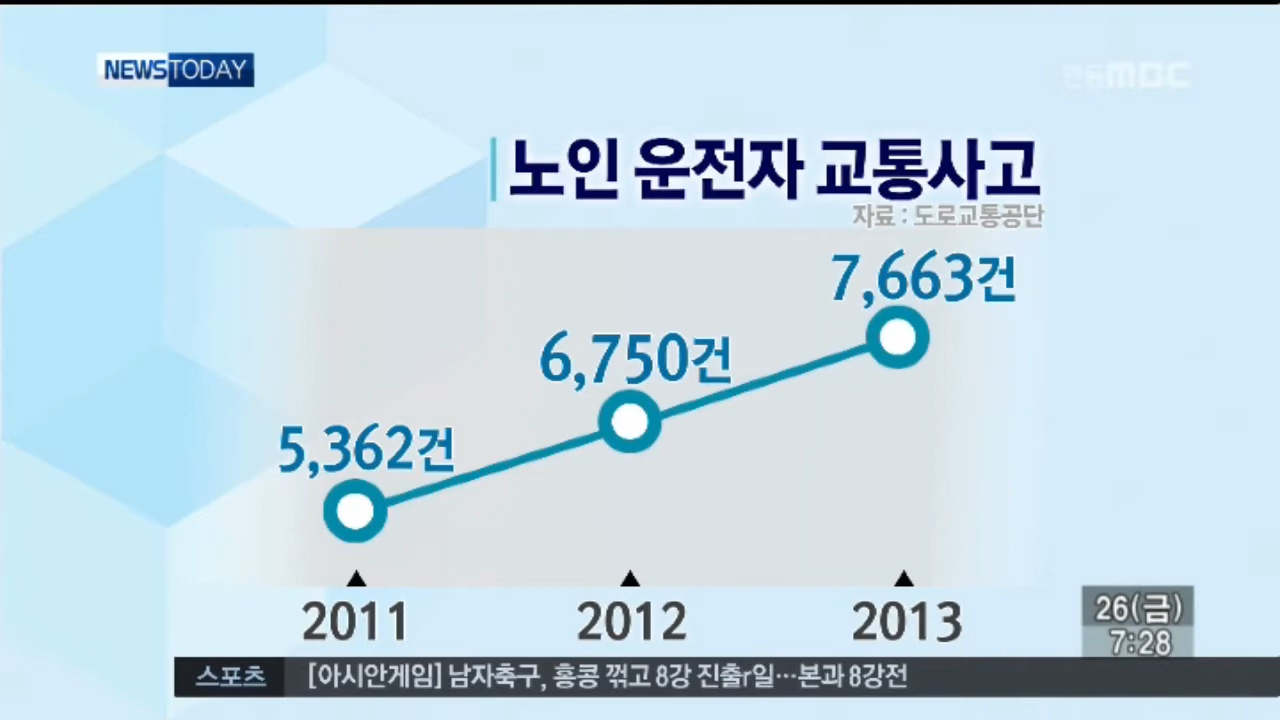 NEWSTODAY
MBC
노인 운전자 교통사고
자료 : 도로교통공단
7,663건
6,750건
5,362건
2011 2012 2013
26(금)
7:28
스포츠 [아시안게임] 남자축구, 홍콩 꺾고 8강 진출r일…본과 8강전